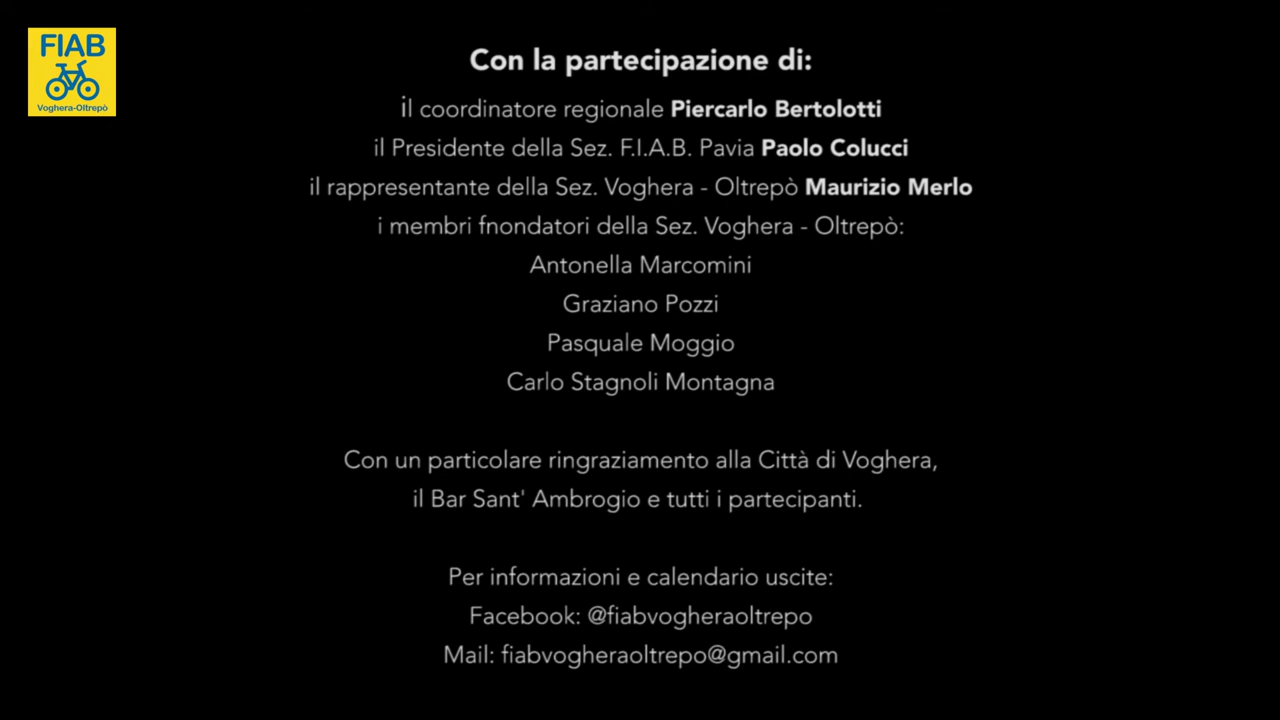 FIAB
Voghera-Oltrepò
Con la partecipazione di:
il coordinatore regionale Piercarlo Bertolotti
il Presidente della Sez. F.I.A.B. Pavia Paolo Colucci
il rappresentante della Sez. Voghera - Oltrepò Maurizio Merlo
i membri fnondatori della Sez. Voghera - Oltrepò:
Antonella Marcomini
Graziano Pozzi
Pasquale Moggio
Carlo Stagnoli Montagna
Con un particolare ringraziamento alla Città di Voghera,
il Bar Sant' Ambrogio e tutti i partecipanti.
Per informazioni e calendario uscite:
Facebook: @fiabvogheraoltrepo
Mail: fiabvogheraoltrepo@gmail.com